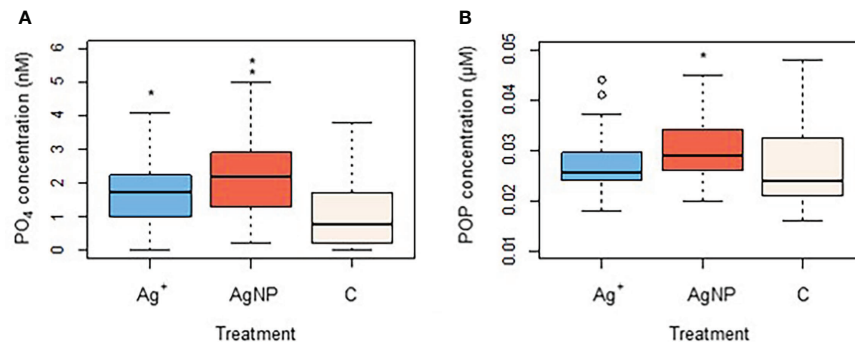 A
PO₄ concentration (nM)
6
5
4
3
2
1
0
*
**
Ag⁺ AgNP C
Treatment
B
POP concentration (µM)
0.05
0.04
0.03
0.02
0.01
*
Ag⁺ AgNP C
Treatment